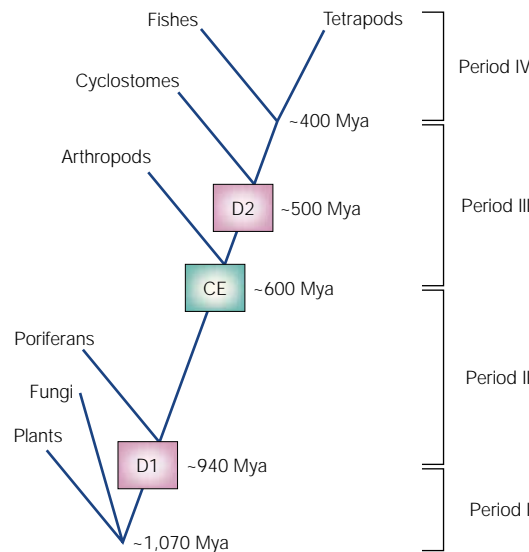 Fishes
Tetrapods
Period IV
Cyclostomes
~400 Mya
Arthropods
D2
~500 Mya
Period III
CE
~600 Mya
Poriferans
Period II
Fungi
Plants
D1
~940 Mya
Period I
~1,070 Mya